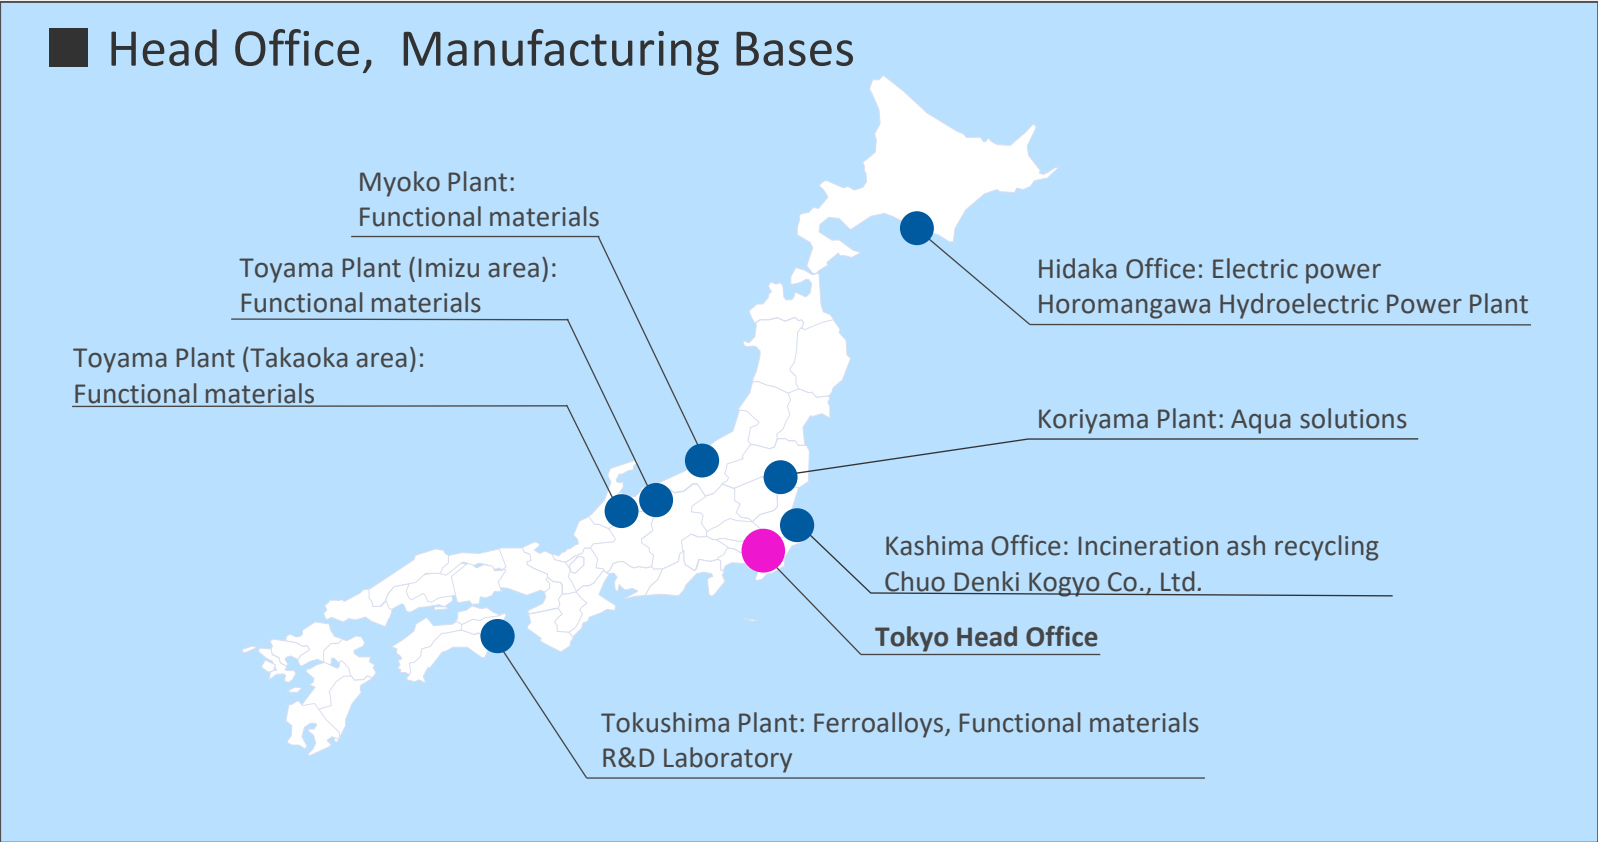 Head Office, Manufacturing Bases
Myoko Plant:
Functional materials
Toyama Plant (Imizu area):
Functional materials
Toyama Plant (Takaoka area):
Functional materials
Hidaka Office: Electric power
Horomangawa Hydroelectric Power Plant
Koriyama Plant: Aqua solutions
Kashima Office: Incineration ash recycling
Chuo Denki Kogyo Co., Ltd.
Tokyo Head Office
Tokushima Plant: Ferroalloys, Functional materials
R&D Laboratory